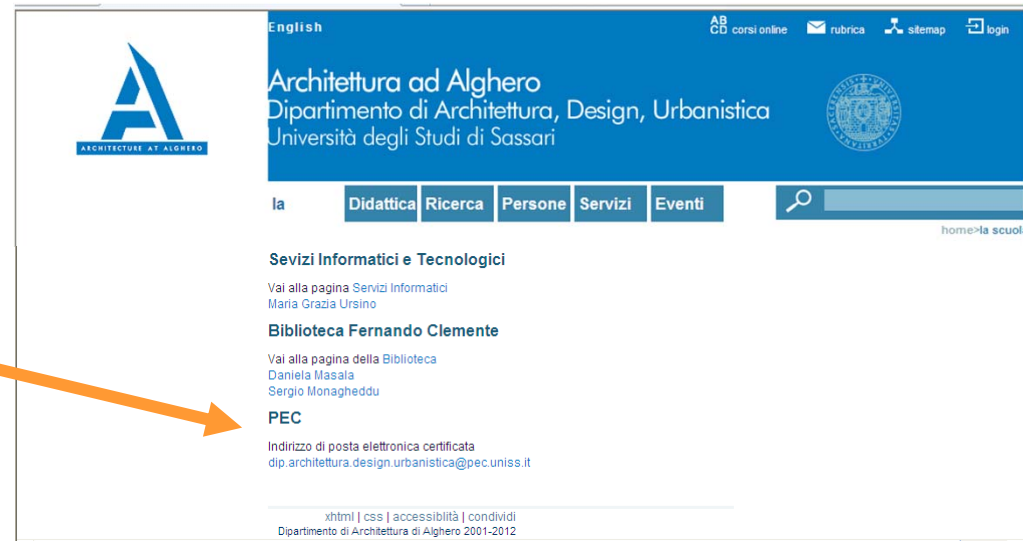 English
AB CD corsi online rubrica sitemap login
Architettura ad Alghero
Dipartimento di Architettura, Design, Urbanistica
Università degli Studi di Sassari
ARCHITECTURE AT ALGHERO
la Didattica Ricerca Persone Servizi Eventi
home>la scuola
Sevizi Informatici e Tecnologici
Vai alla pagina Servizi Informatici
Maria Grazia Ursino
Biblioteca Fernando Clemente
Vai alla pagina della Biblioteca
Daniela Masala
Sergio Monagheddu
PEC
Indirizzo di posta elettronica certificata
dip.architettura.design.urbanistica@pec.uniss.it
xhtml | css | accessiblità | condividi
Dipartimento di Architettura di Alghero 2001-2012